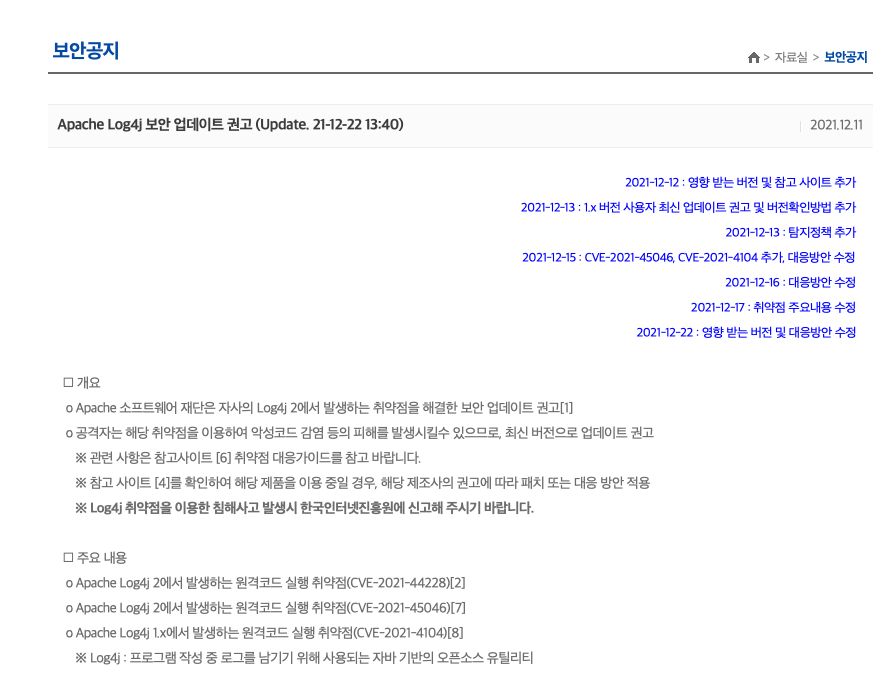 보안공지
> 자료실 > 보안공지
Apache Log4j 보안 업데이트 권고 (Update. 21-12-22 13:40)
2021.12.11
2021-12-12 : 영향 받는 버전 및 참고 사이트 추가
2021-12-13 : 1.x 버전 사용자 최신 업데이트 권고 및 버전확인방법 추가
2021-12-13 : 탐지정책 추가
2021-12-15 : CVE-2021-45046, CVE-2021-4104 추가, 대응방안 수정
2021-12-16 : 대응방안 수정
2021-12-17 : 취약점 주요내용 수정
2021-12-22 : 영향 받는 버전 및 대응방안 수정
□ 개요
o Apache 소프트웨어 재단은 자사의 Log4j 2에서 발생하는 취약점을 해결한 보안 업데이트 권고[1]
o 공격자는 해당 취약점을 이용하여 악성코드 감염 등의 피해를 발생시킬수 있으므로, 최신 버전으로 업데이트 권고
※ 관련 사항은 참고사이트 [6] 취약점 대응가이드를 참고 바랍니다.
※ 참고 사이트 [4]를 확인하여 해당 제품을 이용 중일 경우, 해당 제조사의 권고에 따라 패치 또는 대응 방안 적용
※ Log4j 취약점을 이용한 침해사고 발생시 한국인터넷진흥원에 신고해 주시기 바랍니다.
□ 주요 내용
o Apache Log4j 2에서 발생하는 원격코드 실행 취약점(CVE-2021-44228)[2]
o Apache Log4j 2에서 발생하는 원격코드 실행 취약점(CVE-2021-45046)[7]
o Apache Log4j 1.x에서 발생하는 원격코드 실행 취약점(CVE-2021-4104)[8]
※ Log4j : 프로그램 작성 중 로그를 남기기 위해 사용되는 자바 기반의 오픈소스 유틸리티